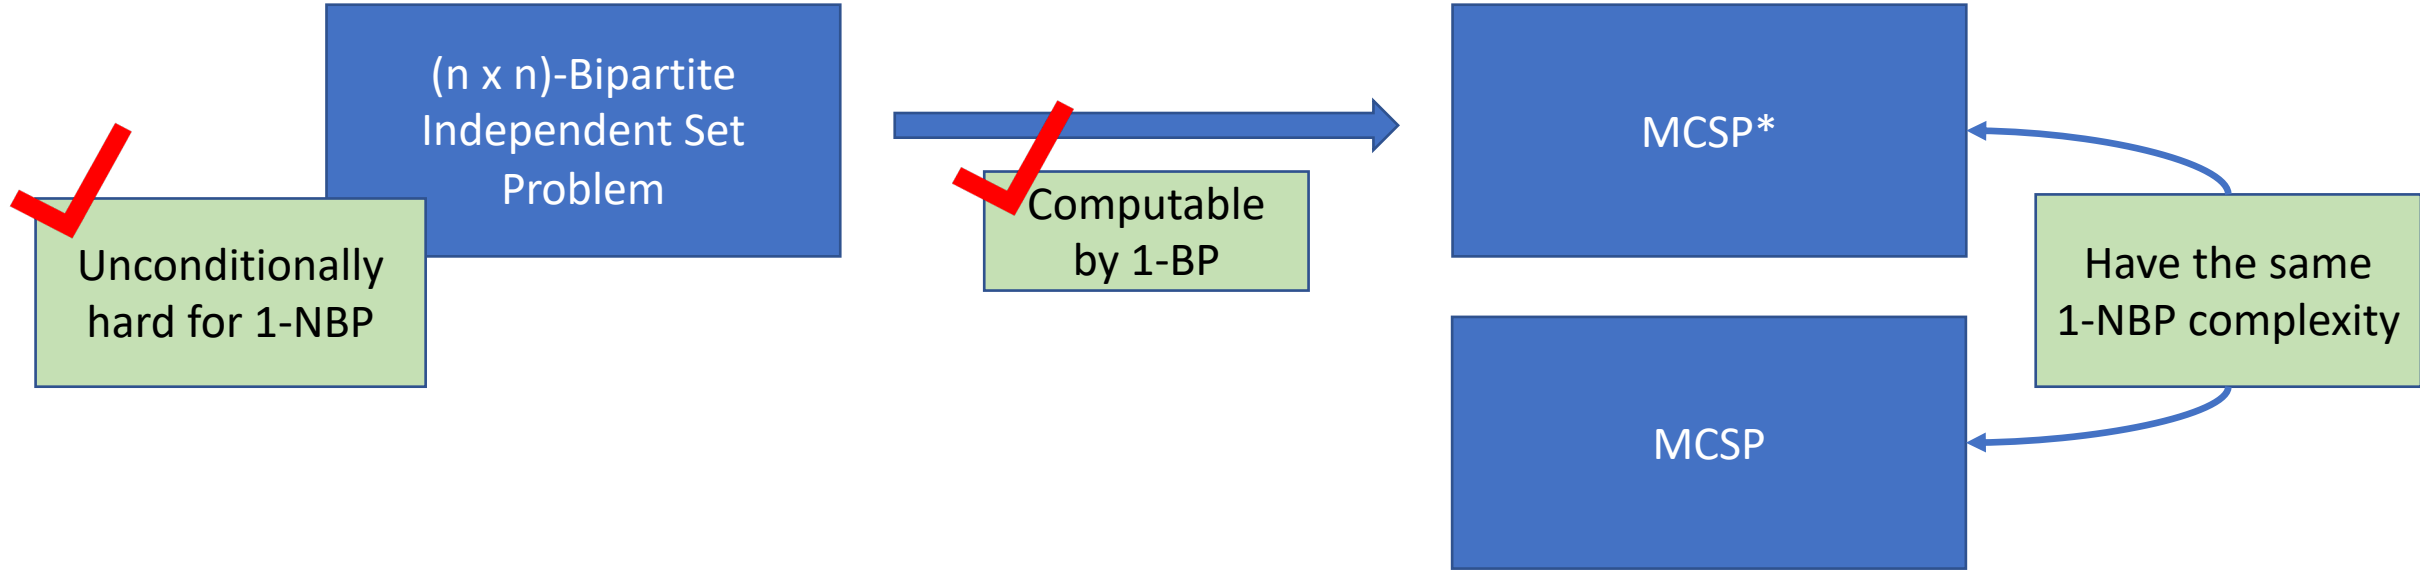 (n x n)-Bipartite
Independent Set
Problem
Unconditionally
hard for 1-NBP
Computable
by 1-BP
MCSP*
Have the same
1-NBP complexity
MCSP